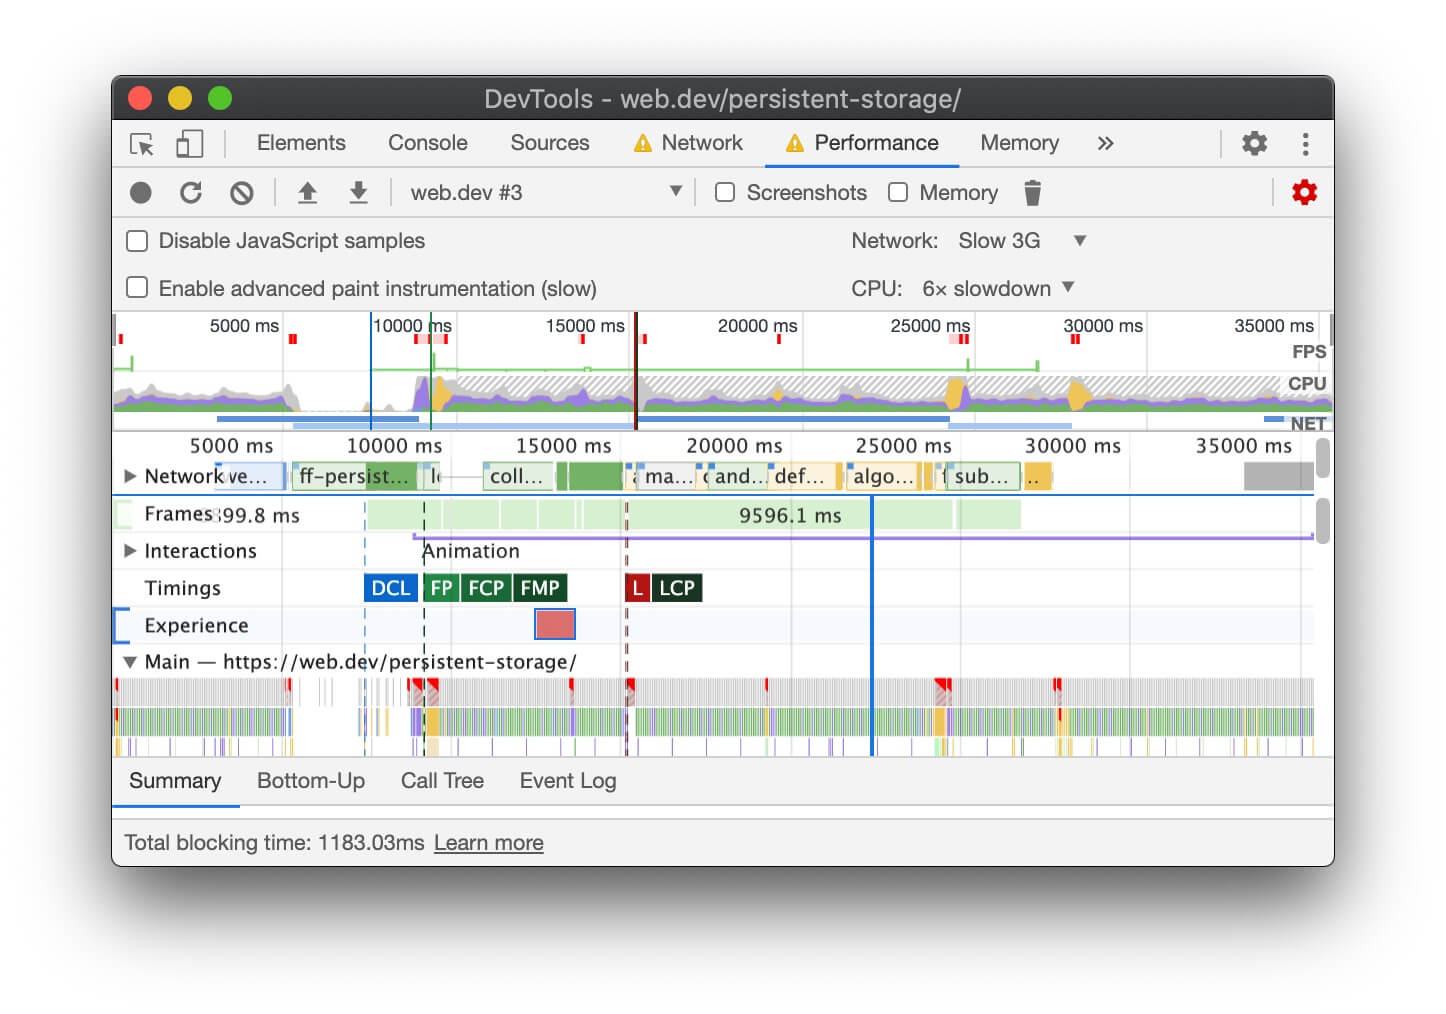 DevTools - web.dev/persistent-storage/
Elements Console Sources Network Performance Memory »
web.dev #3 Screenshots Memory
Disable JavaScript samples Network: Slow 3G
Enable advanced paint instrumentation (slow) CPU: 6× slowdown
5000 ms 10000 ms 15000 ms 20000 ms 25000 ms 30000 ms 35000 ms
FPS
CPU
NET
5000 ms 10000 ms 15000 ms 20000 ms 25000 ms 30000 ms 35000 ms
Network we… ff-persist… coll… ma… and… def… algo… sub… ..
Frames 899.8 ms 9596.1 ms
Interactions Animation
Timings DCL FP FCP FMP L LCP
Experience
Main — https://web.dev/persistent-storage/
Summary Bottom-Up Call Tree Event Log
Total blocking time: 1183.03ms Learn more